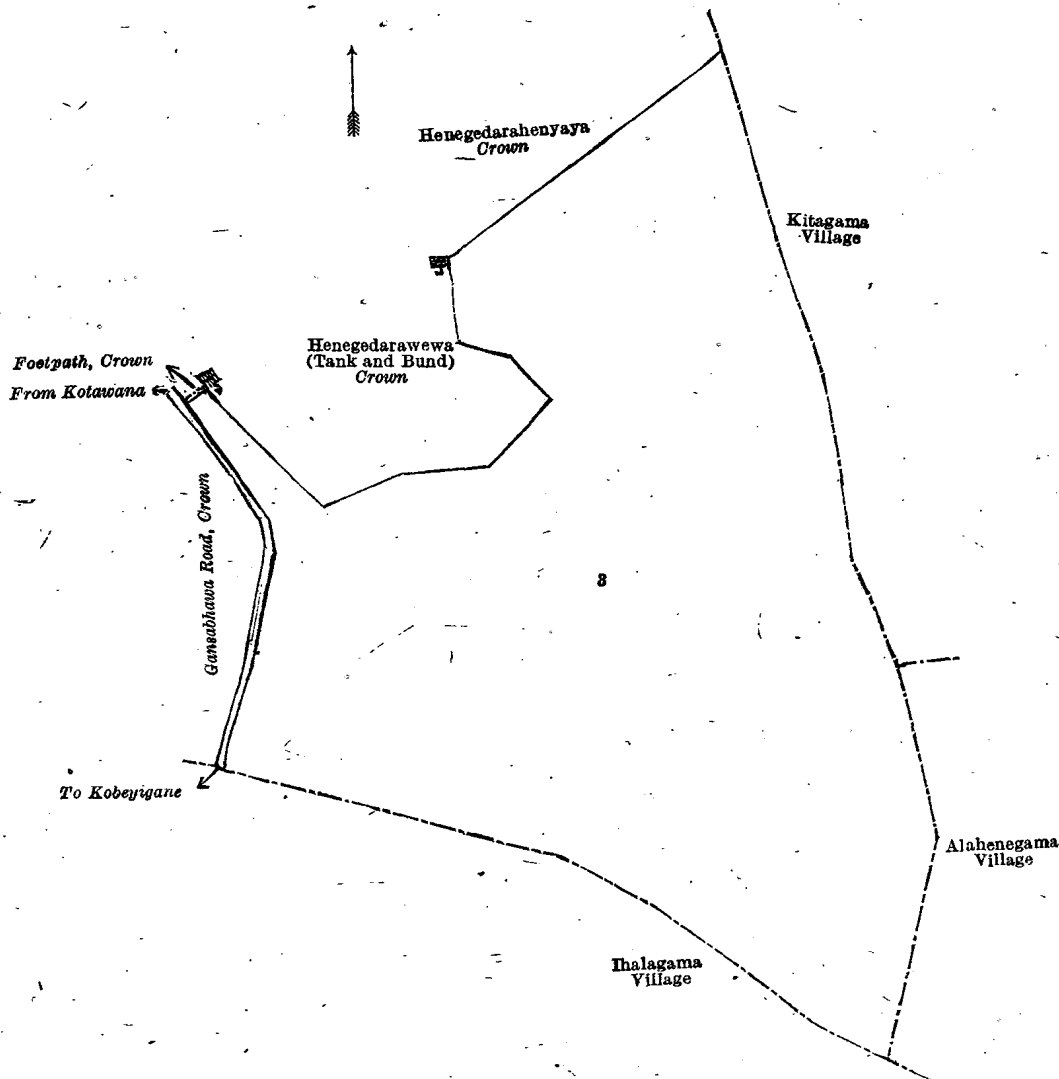 Henegedarahenyaya
Crown
Kitagama
Village
Henegedarawewa
(Tank and Bund)
Crown
Footpath, Crown
From Kotawana
Gansabhawa Road, Crown
3
To Kobeyigane
Alahenegama
Village
Ihalagama
Village